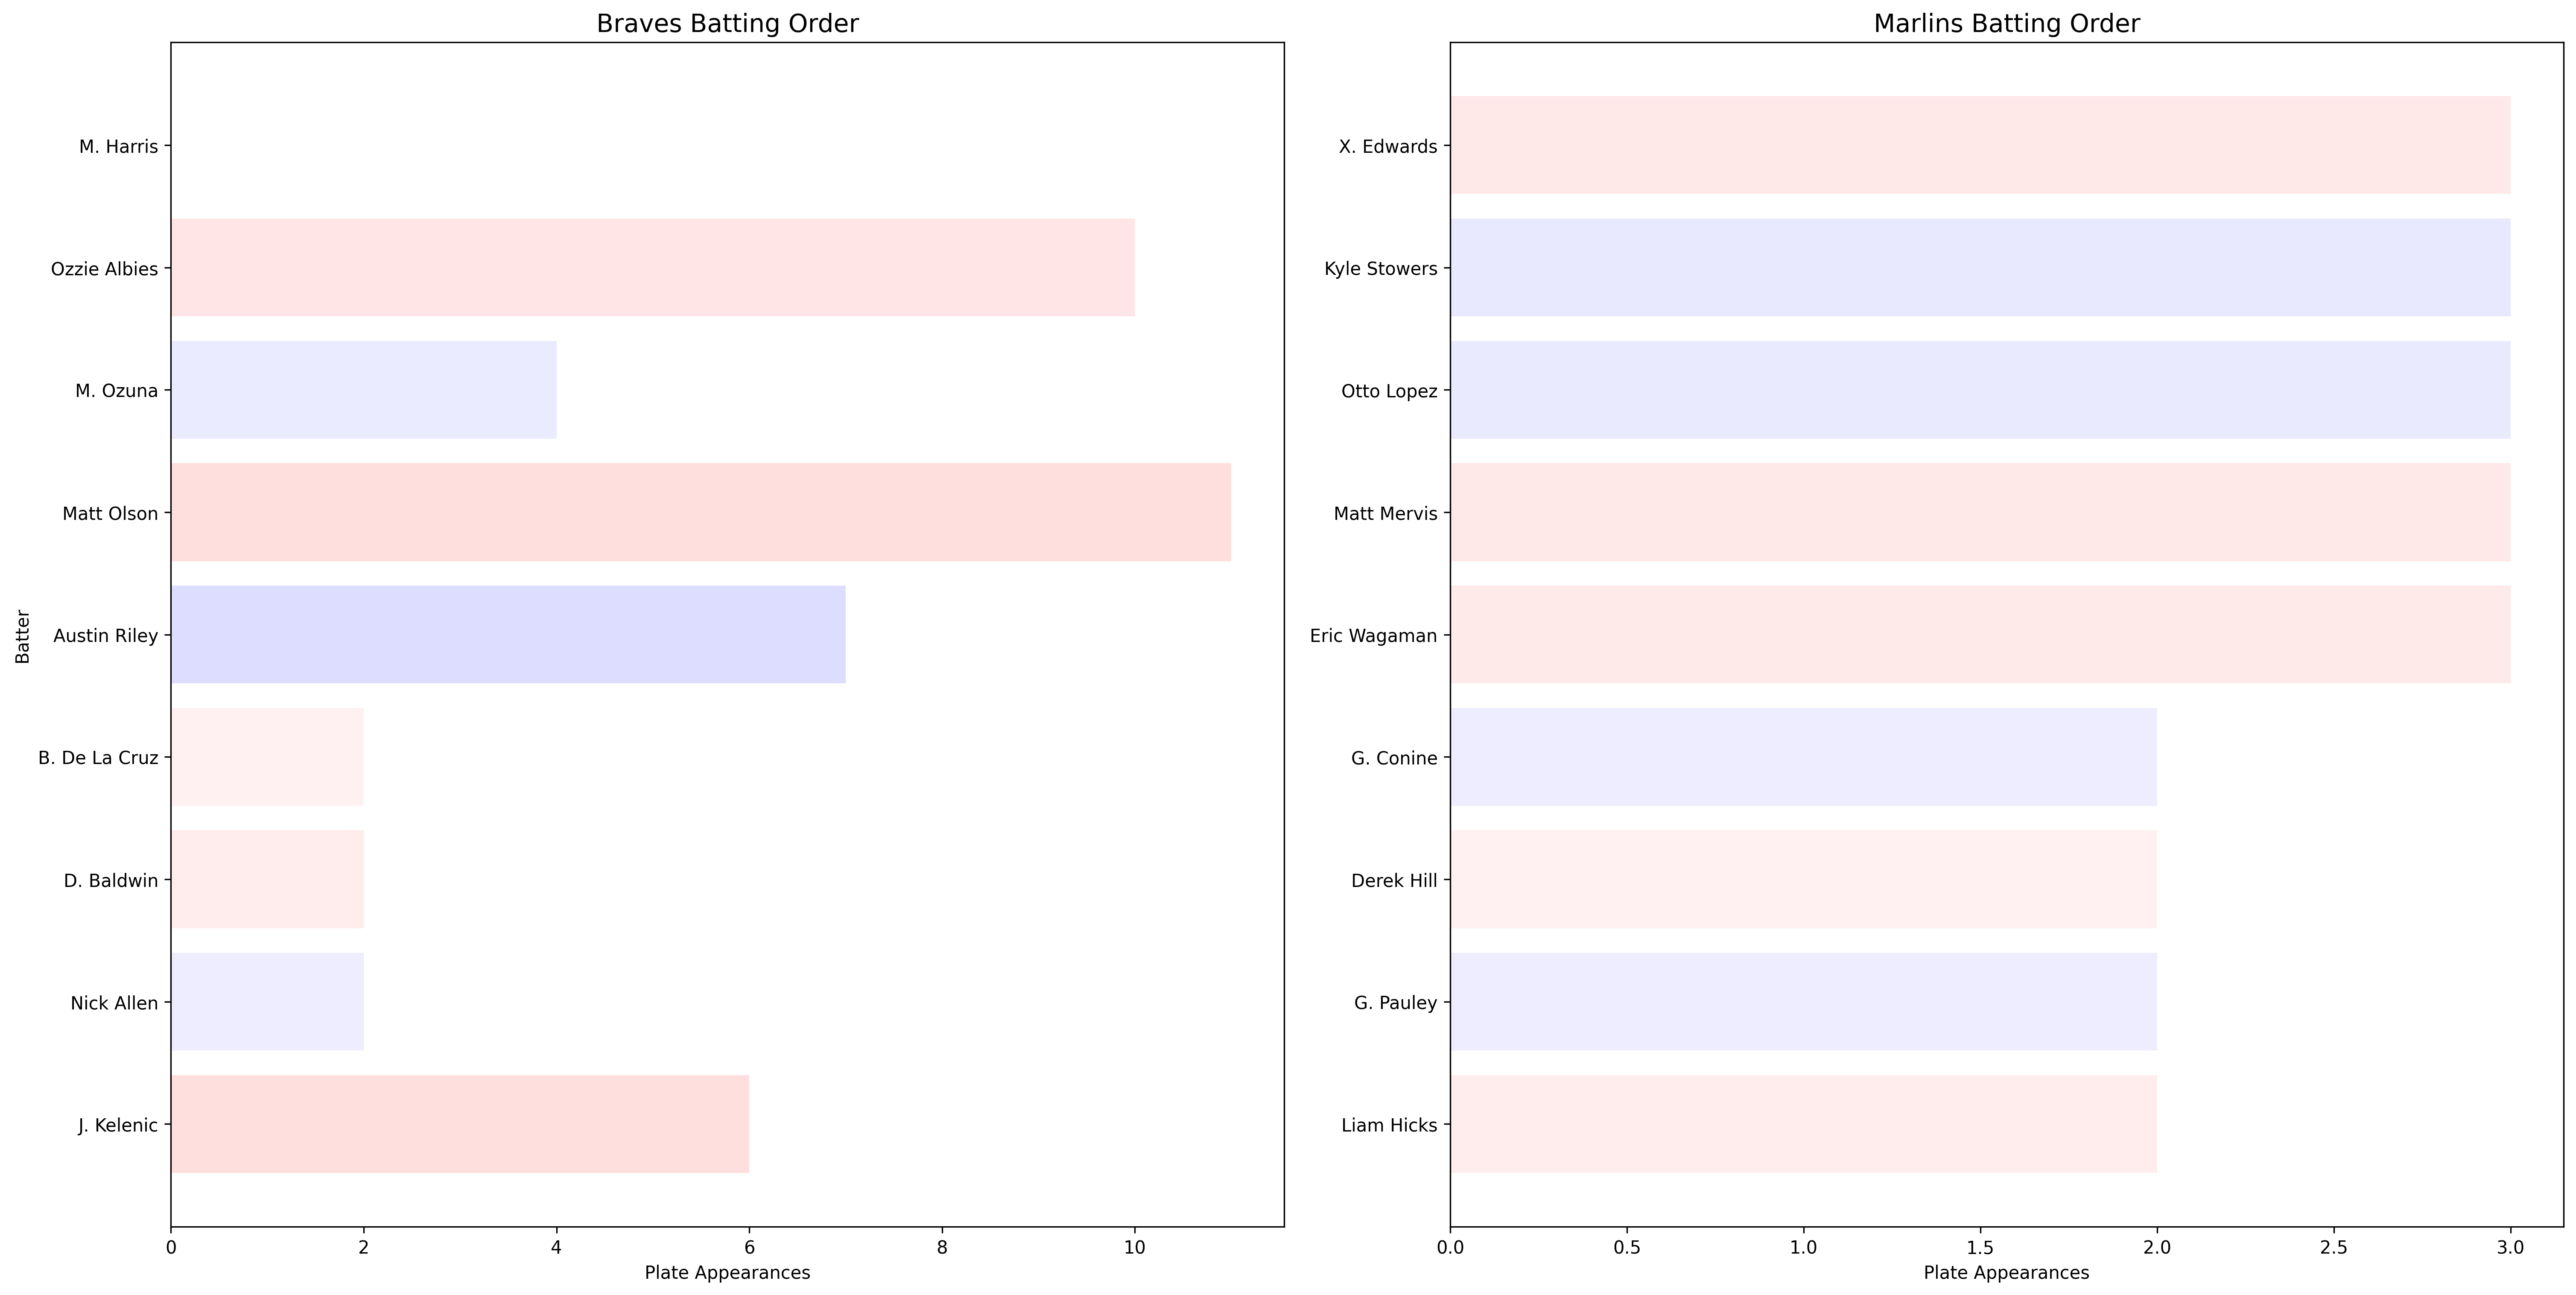 Braves Batting Order
Batter
M. Harris
Ozzie Albies
M. Ozuna
Matt Olson
Austin Riley
B. De La Cruz
D. Baldwin
Nick Allen
J. Kelenic
0 2 4 6 8 10
Plate Appearances
Marlins Batting Order
X. Edwards
Kyle Stowers
Otto Lopez
Matt Mervis
Eric Wagaman
G. Conine
Derek Hill
G. Pauley
Liam Hicks
0.0 0.5 1.0 1.5 2.0 2.5 3.0
Plate Appearances